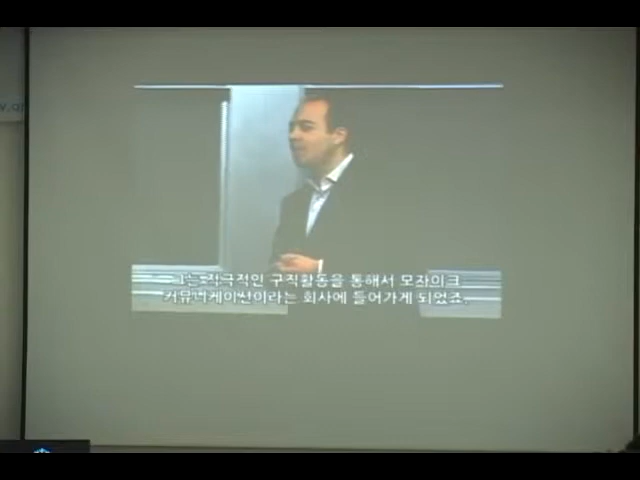 그는 적극적인 구직활동을 통해서 모좌이크
커뮤니케이션이라는 회사에 들어가게 되었죠.